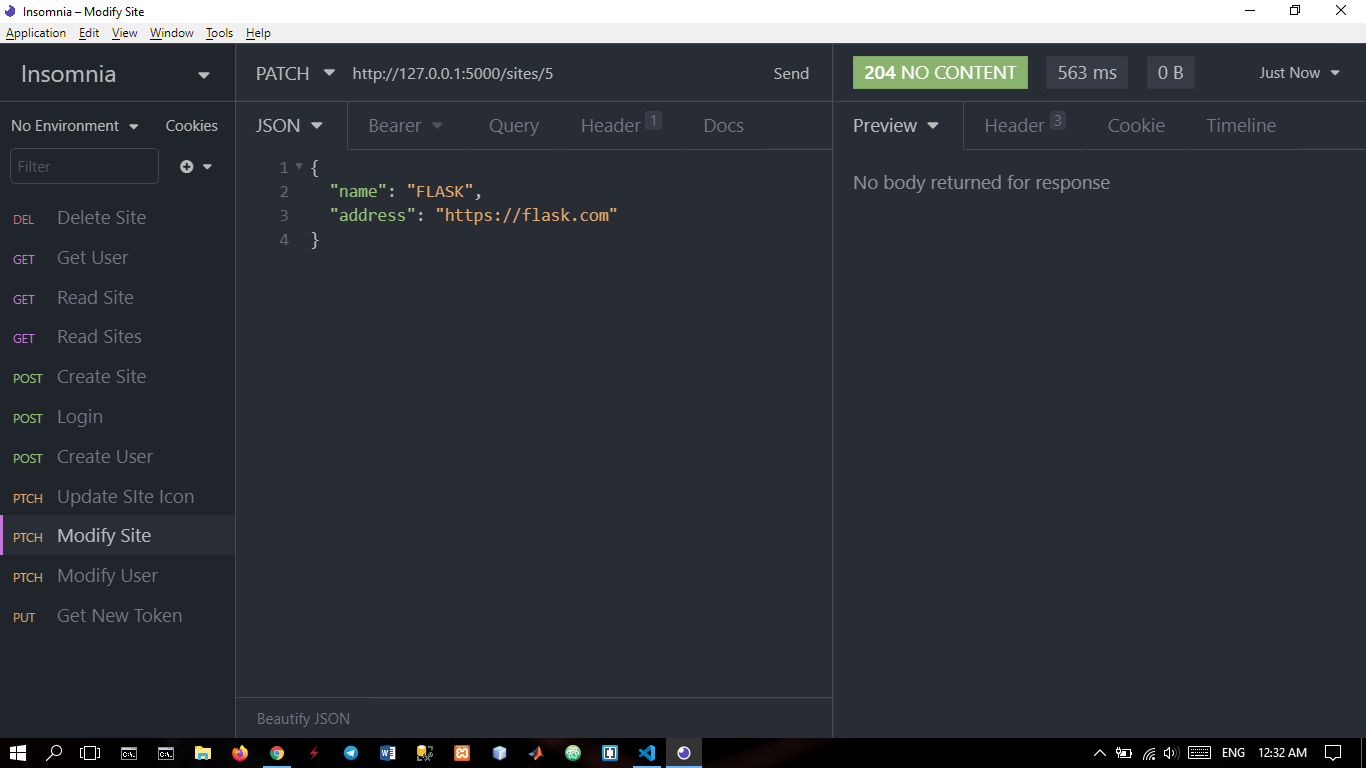 Insomnia – Modify Site
Application Edit View Window Tools Help
Insomnia
PATCH http://127.0.0.1:5000/sites/5 Send
204 NO CONTENT 563 ms 0 B Just Now
No Environment Cookies
JSON Bearer Query Header 1 Docs
Preview Header 3 Cookie Timeline
Filter
DEL Delete Site
GET Get User
GET Read Site
GET Read Sites
POST Create Site
POST Login
POST Create User
PTCH Update SIte Icon
PTCH Modify Site
PTCH Modify User
PUT Get New Token
1 {
2 "name": "FLASK",
3 "address": "https://flask.com"
4 }
No body returned for response
Beautify JSON
ENG 12:32 AM